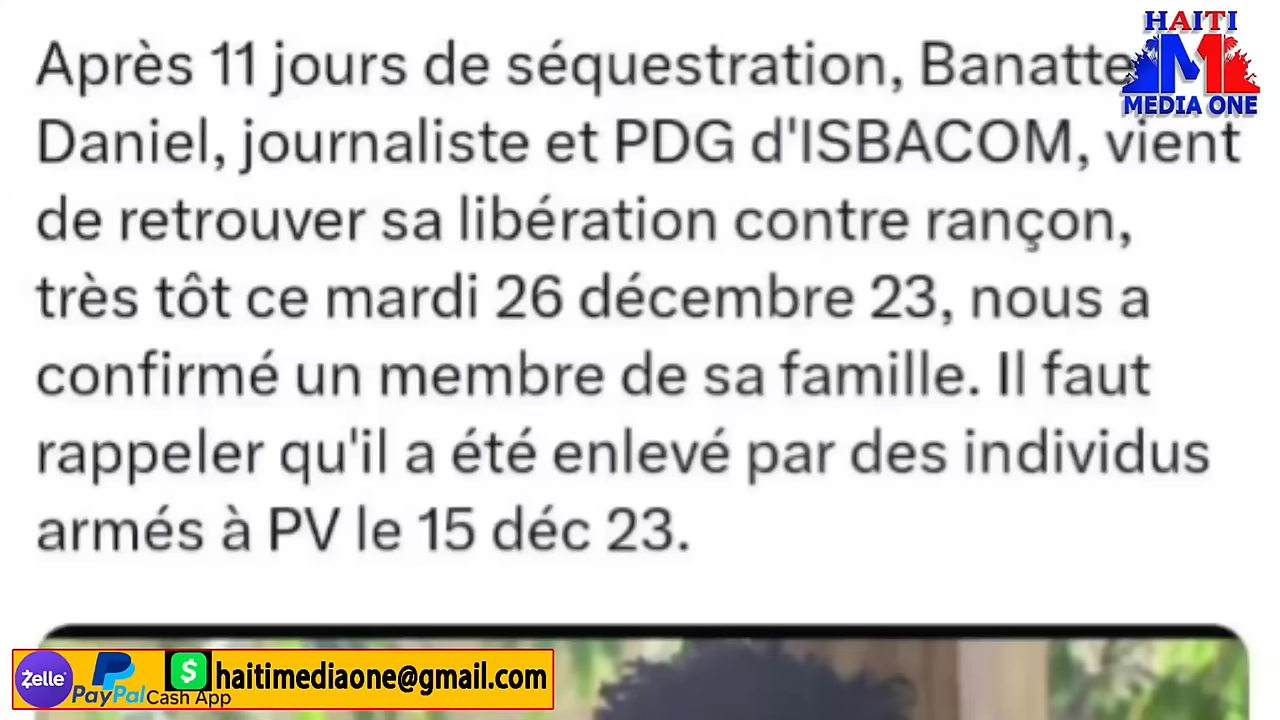 HAITI
M
MEDIA ONE
Après 11 jours de séquestration, Banatte
Daniel, journaliste et PDG d'ISBACOM, vient
de retrouver sa libération contre rançon,
très tôt ce mardi 26 décembre 23, nous a
confirmé un membre de sa famille. Il faut
rappeler qu'il a été enlevé par des individus
armés à PV le 15 déc 23.
Zelle PayPal $ Cash App haitimediaone@gmail.com